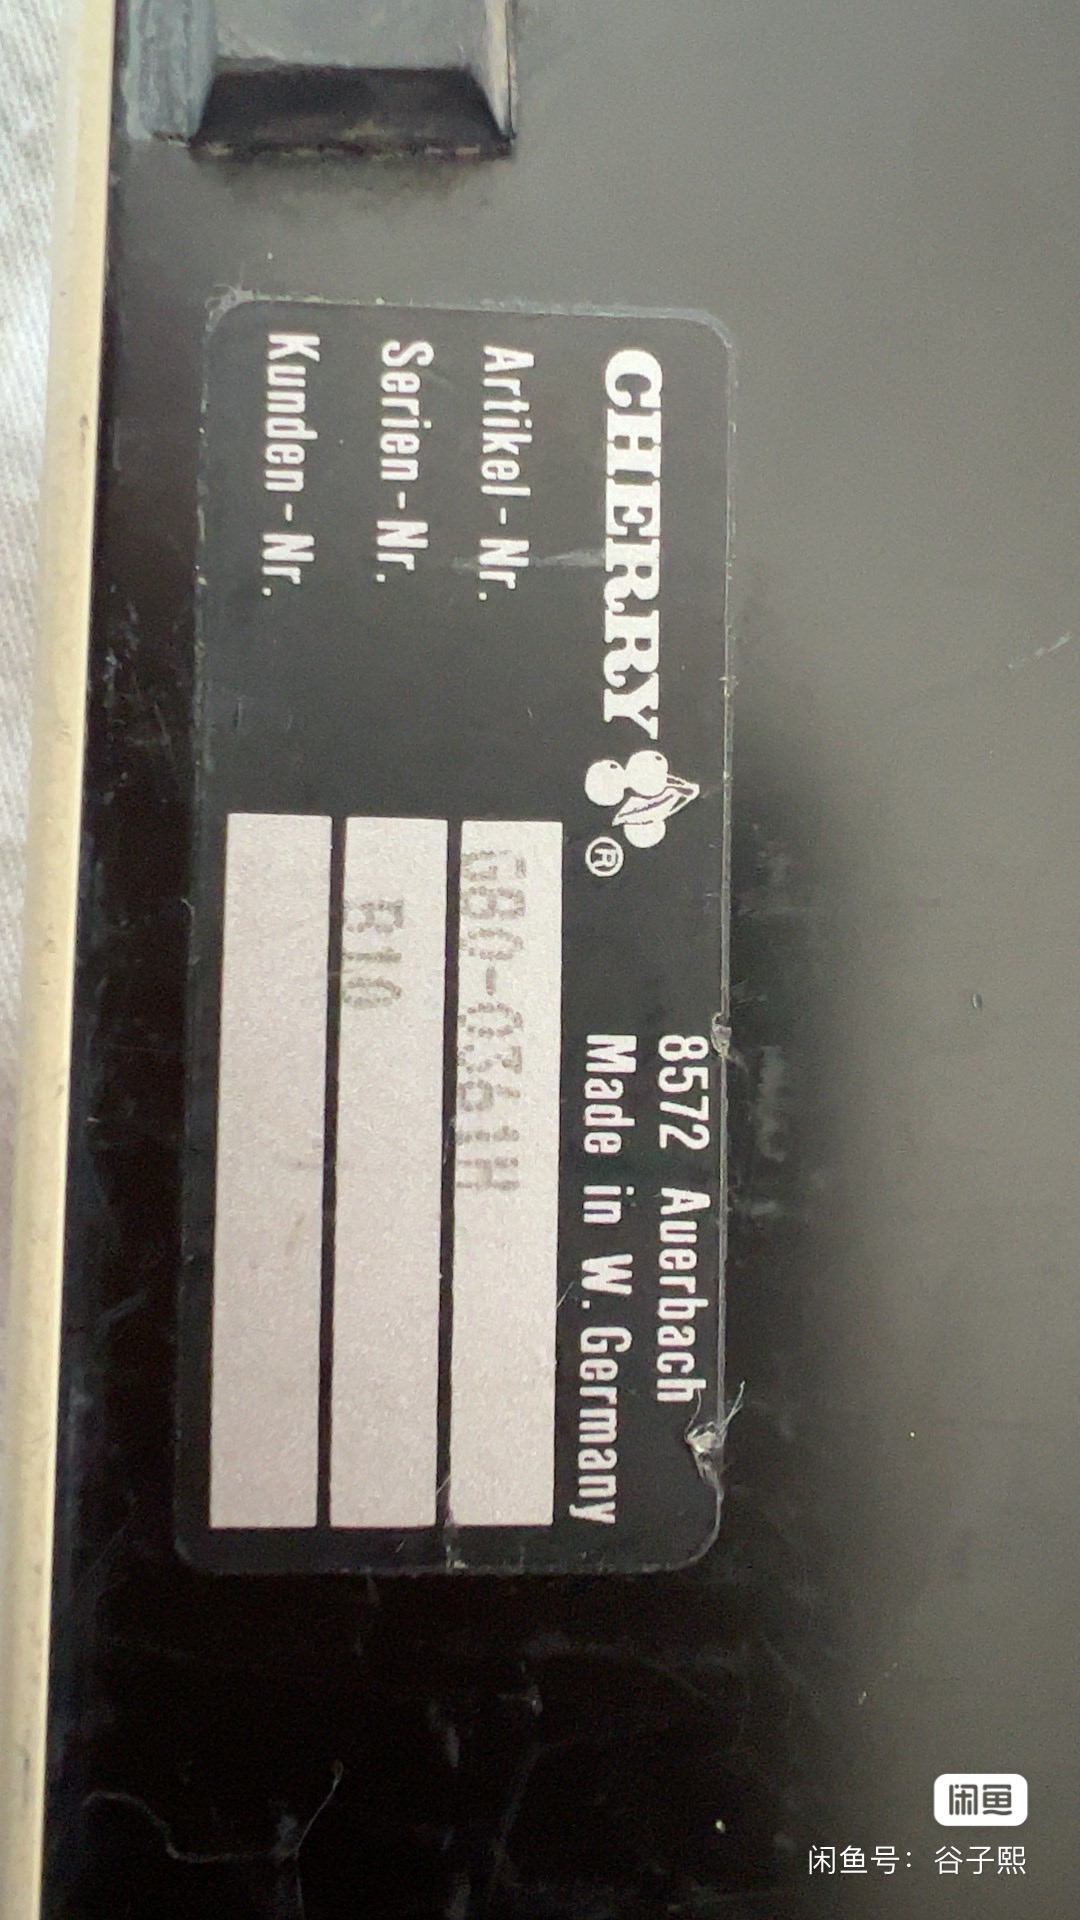 CHERRY ®
8572 Auerbach
Made in W. Germany
Artikel-Nr. G80-0361H
Serien-Nr.
Kunden-Nr.
闲鱼
闲鱼号：谷子熙